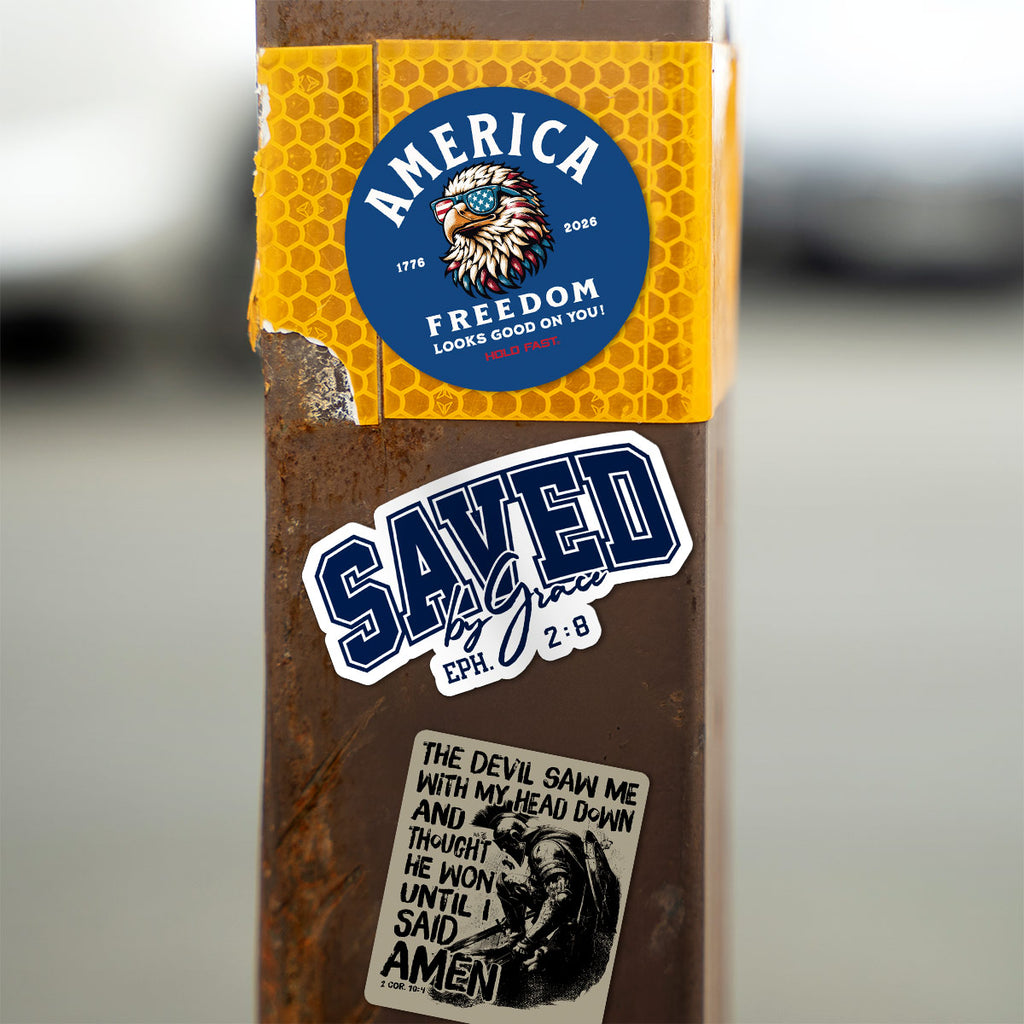 AMERICA
1776
2026
FREEDOM
LOOKS GOOD ON YOU!
HOLD FAST.
SAVED
by Grace
EPH. 2:8
THE DEVIL SAW ME
WITH MY HEAD DOWN
AND
THOUGHT
HE WON
UNTIL I
SAID
AMEN
2 COR. 10:4